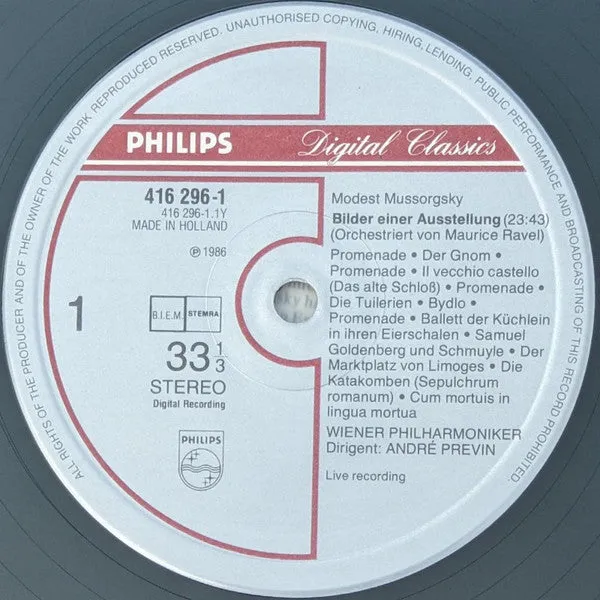 ALL RIGHTS OF THE PRODUCER AND OF THE OWNER OF THE WORK REPRODUCED RESERVED. UNAUTHORISED COPYING, HIRING, LENDING, PUBLIC PERFORMANCE AND BROADCASTING OF THIS RECORD PROHIBITED.
PHILIPS
Digital Classics
416 296-1
416 296-1.1Y
MADE IN HOLLAND
℗ 1986
1
B.I.E.M. STEMRA
33 1/3
STEREO
Digital Recording
PHILIPS
Modest Mussorgsky
Bilder einer Ausstellung (23:43)
(Orchestriert von Maurice Ravel)
Promenade • Der Gnom •
Promenade • Il vecchio castello
(Das alte Schloß) • Promenade •
Die Tuilerien • Bydlo •
Promenade • Ballett der Küchlein
in ihren Eierschalen • Samuel
Goldenberg und Schmuyle • Der
Marktplatz von Limoges • Die
Katakomben (Sepulchrum
romanum) • Cum mortuis in
lingua mortua
WIENER PHILHARMONIKER
Dirigent: ANDRÉ PREVIN
Live recording